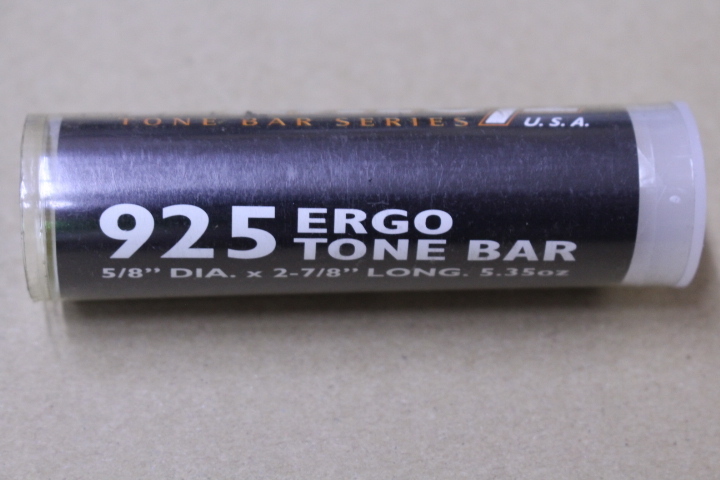 TONE BAR SERIES U.S.A.
925 ERGO
TONE BAR
5/8” DIA. x 2-7/8” LONG. 5.35oz